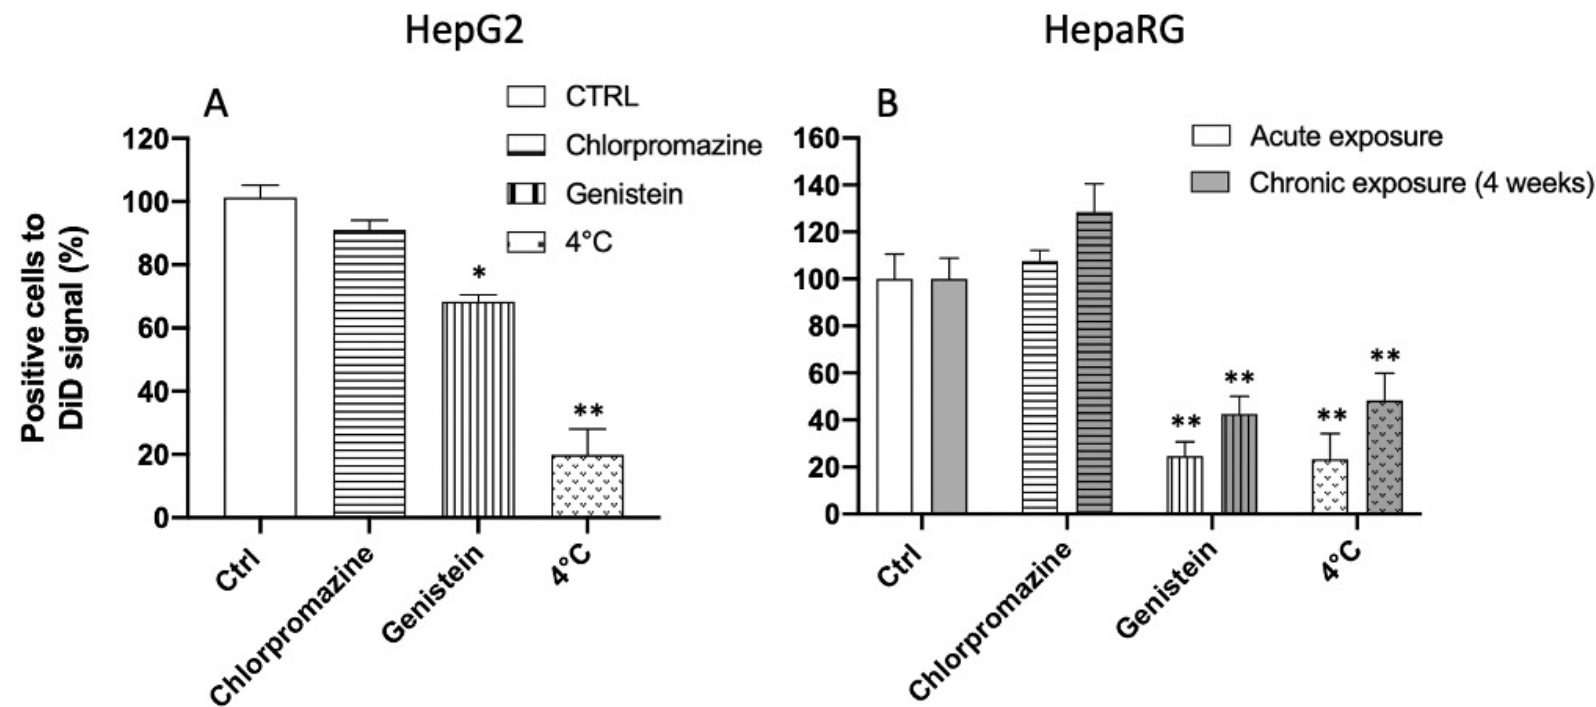 HepG2
HepaRG
A
CTRL
Chlorpromazine
Genistein
4°C
Positive cells to
DiD signal (%)
120
100
80
60
40
20
0
*
**
Ctrl
Chlorpromazine
Genistein
4°C
B
Acute exposure
Chronic exposure (4 weeks)
160
140
120
100
80
60
40
20
0
**
**
**
**
Ctrl
Chlorpromazine
Genistein
4°C